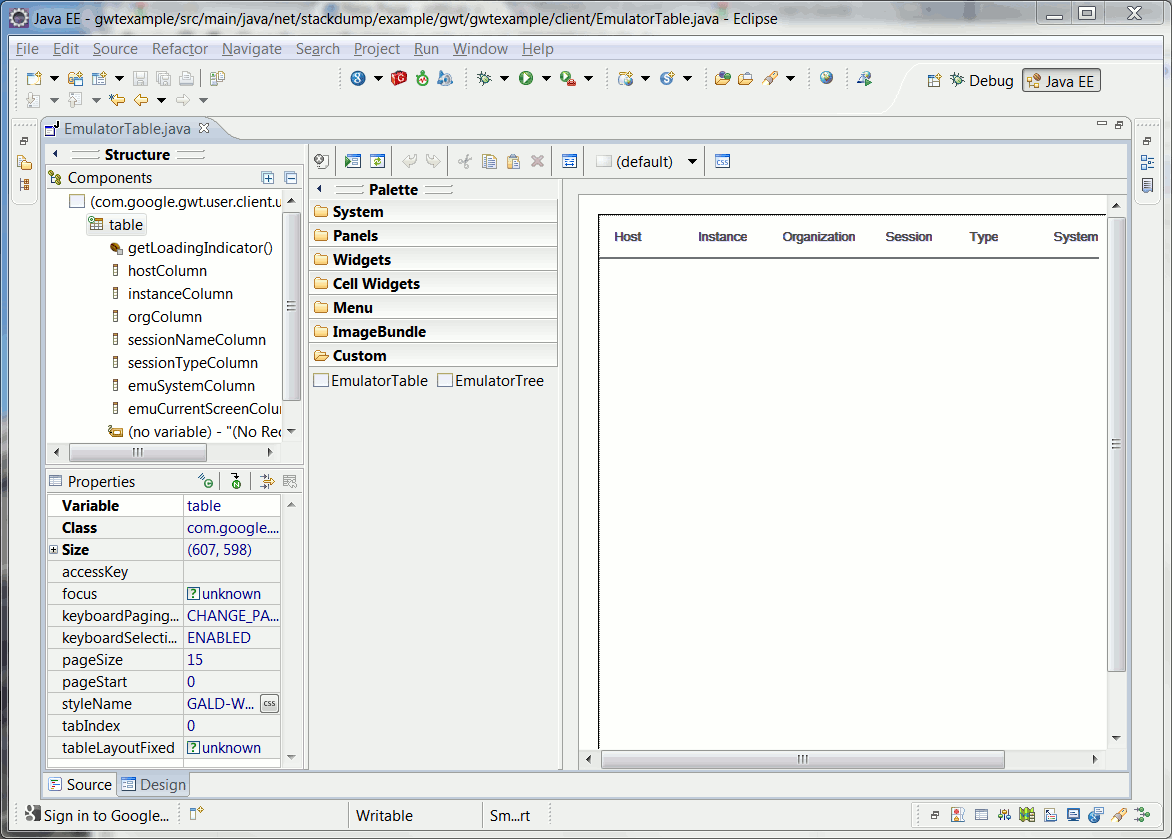 Java EE - gwtexample/src/main/java/net/stackdump/example/gwt/gwtexample/client/EmulatorTable.java - Eclipse
File Edit Source Refactor Navigate Search Project Run Window Help
Debug Java EE
EmulatorTable.java
Structure
Components
(com.google.gwt.user.client.u
table
getLoadingIndicator()
hostColumn
instanceColumn
orgColumn
sessionNameColumn
sessionTypeColumn
emuSystemColumn
emuCurrentScreenColu
(no variable) - "(No Rec
Properties
Variable table
Class com.google....
Size (607, 598)
accessKey
focus unknown
keyboardPaging... CHANGE_PA...
keyboardSelecti... ENABLED
pageSize 15
pageStart 0
styleName GALD-W... css
tabIndex 0
tableLayoutFixed unknown
(default) css
Palette
System
Panels
Widgets
Cell Widgets
Menu
ImageBundle
Custom
EmulatorTable EmulatorTree
Host Instance Organization Session Type System
Source Design
Sign in to Google... Writable Sm...rt